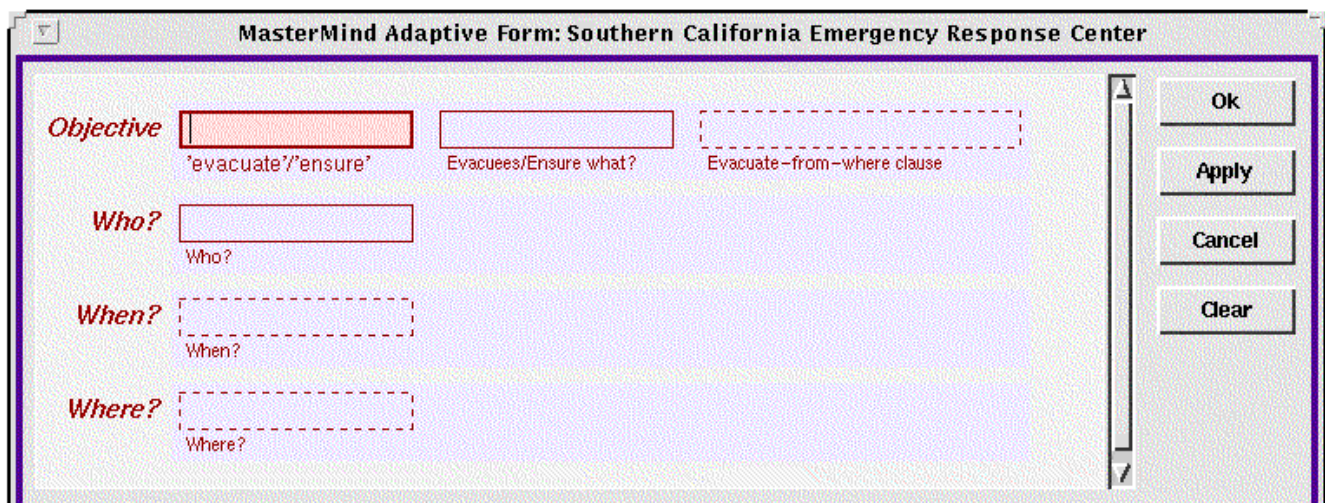 MasterMind Adaptive Form: Southern California Emergency Response Center
Objective
'evacuate'/'ensure'
Evacuees/Ensure what?
Evacuate-from-where clause
Who?
Who?
When?
When?
Where?
Where?
Ok
Apply
Cancel
Clear